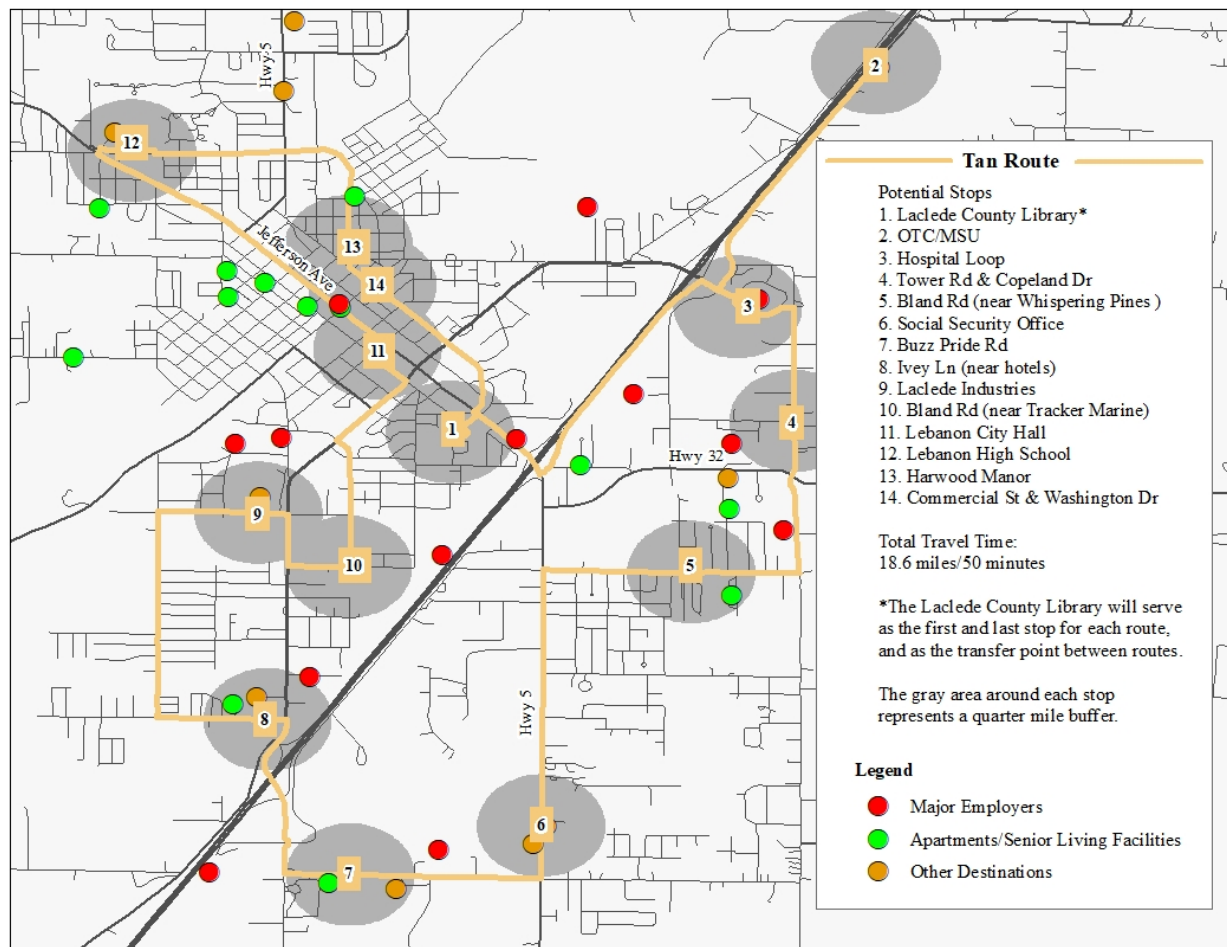 Hwy 5
2
12
Tan Route
Potential Stops
1. Laclede County Library*
2. OTC/MSU
3. Hospital Loop
4. Tower Rd & Copeland Dr
5. Bland Rd (near Whispering Pines )
6. Social Security Office
7. Buzz Pride Rd
8. Ivey Ln (near hotels)
9. Laclede Industries
10. Bland Rd (near Tracker Marine)
11. Lebanon City Hall
12. Lebanon High School
13. Harwood Manor
14. Commercial St & Washington Dr
Total Travel Time:
18.6 miles/50 minutes
*The Laclede County Library will serve
as the first and last stop for each route,
and as the transfer point between routes.
The gray area around each stop
represents a quarter mile buffer.
Legend
Major Employers
Apartments/Senior Living Facilities
Other Destinations
Jefferson Ave
13
14
3
11
4
1
Hwy 32
9
10
5
8
Hwy 5
6
7